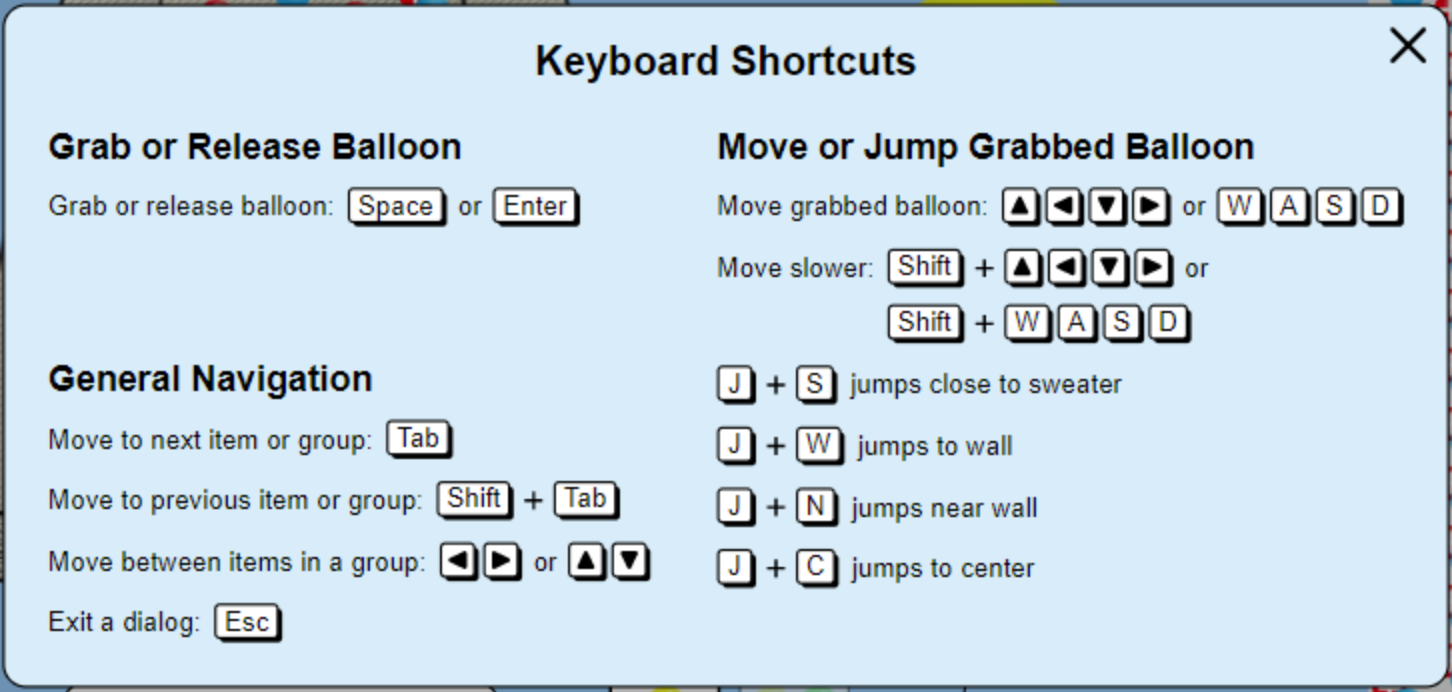 Keyboard Shortcuts
Grab or Release Balloon
Grab or release balloon: Space or Enter
General Navigation
Move to next item or group: Tab
Move to previous item or group: Shift + Tab
Move between items in a group: ◀ ▶ or ▲ ▼
Exit a dialog: Esc
Move or Jump Grabbed Balloon
Move grabbed balloon: ▲ ◀ ▼ ▶ or W A S D
Move slower: Shift + ▲ ◀ ▼ ▶ or
Shift + W A S D
J + S jumps close to sweater
J + W jumps to wall
J + N jumps near wall
J + C jumps to center